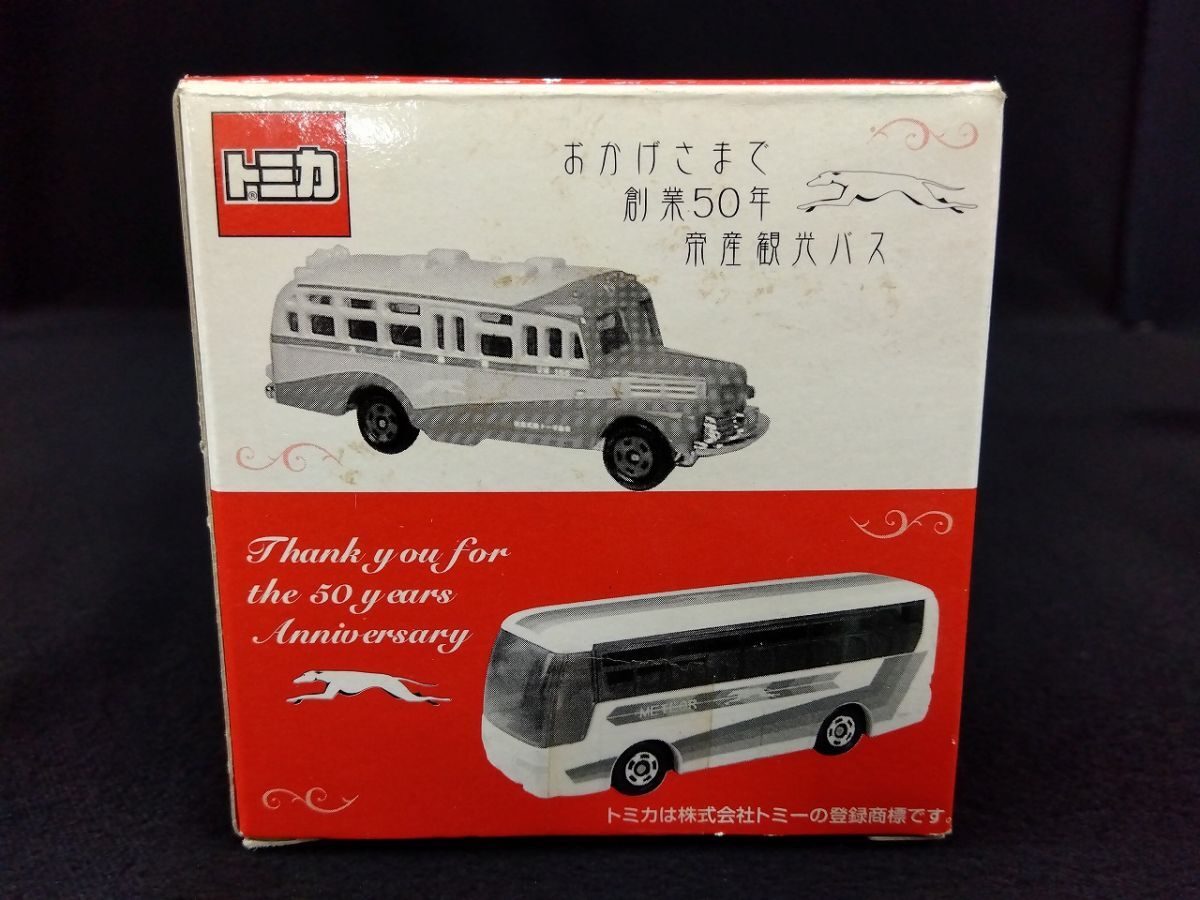 トミカ®
おかげさまで
創業50年
帝産観光バス
Thank you for
the 50 years
Anniversary
METEOR
トミカは株式会社トミーの登録商標です。